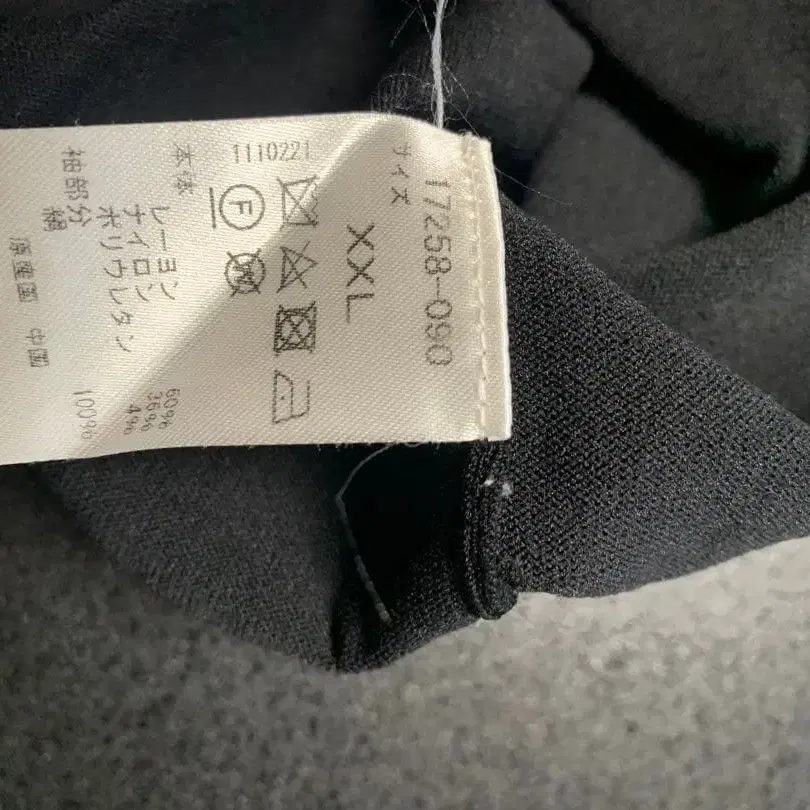 17258-090
サイズ
XXL
F
1110221
本体
レーヨン 60%
ナイロン 36%
ポリウレタン 4%
袖部分
綿 100%
原産国 中国